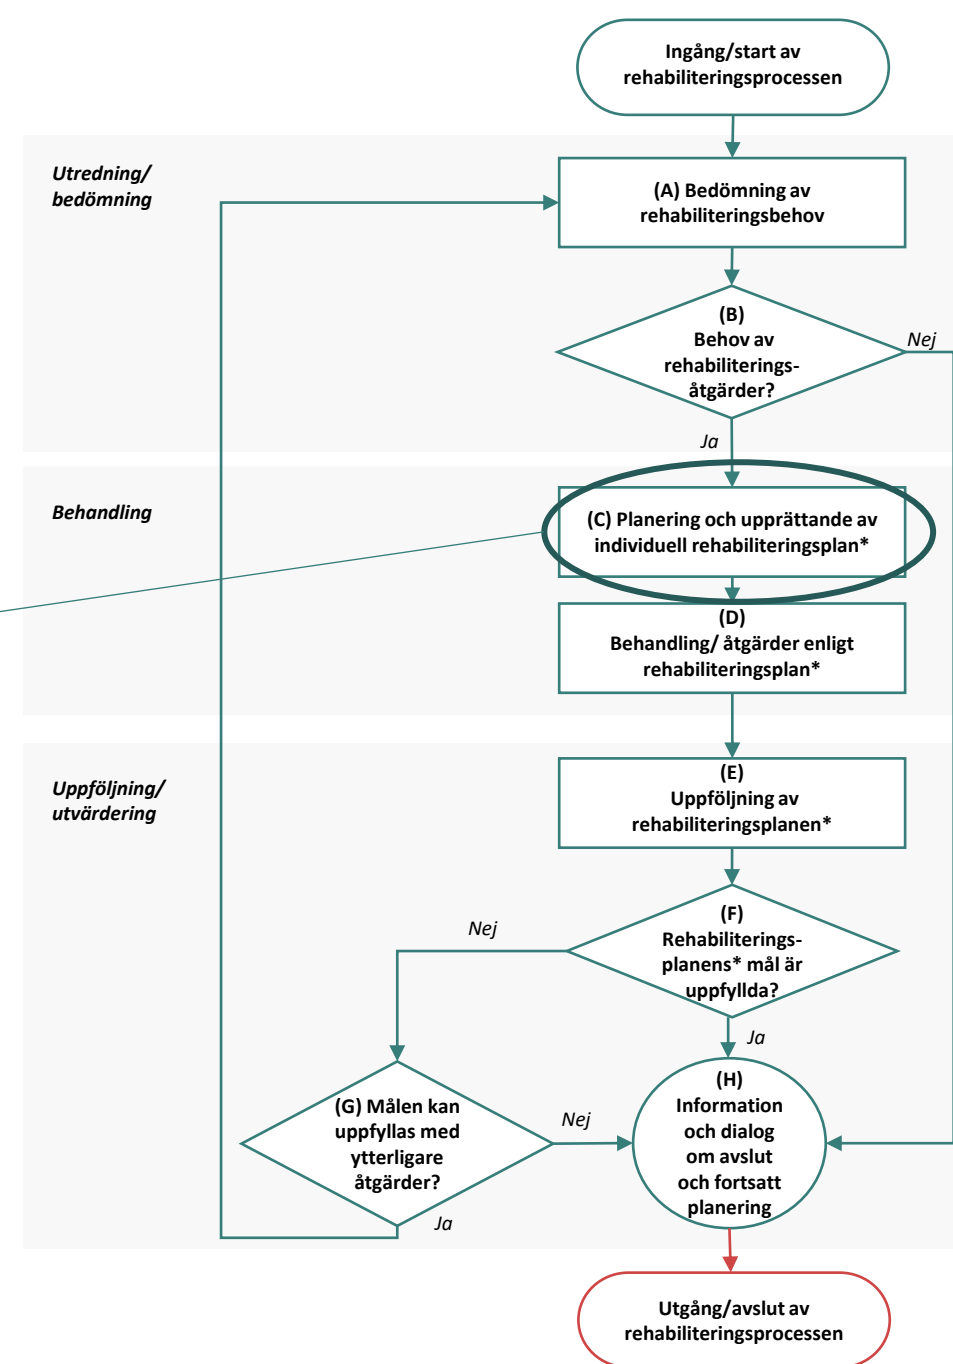 Ingång/start av
rehabiliteringsprocessen
Utredning/
bedömning
(A) Bedömning av
rehabiliteringsbehov
(B)
Behov av
rehabiliterings-
åtgärder?
Nej
Ja
Behandling
(C) Planering och upprättande av
individuell rehabiliteringsplan*
(D)
Behandling/ åtgärder enligt
rehabiliteringsplan*
Uppföljning/
utvärdering
(E)
Uppföljning av
rehabiliteringsplanen*
(F)
Rehabiliterings-
planens* mål är
uppfyllda?
Nej
Ja
(G) Målen kan
uppfyllas med
ytterligare
åtgärder?
Nej
Ja
(H)
Information
och dialog
om avslut
och fortsatt
planering
Utgång/avslut av
rehabiliteringsprocessen